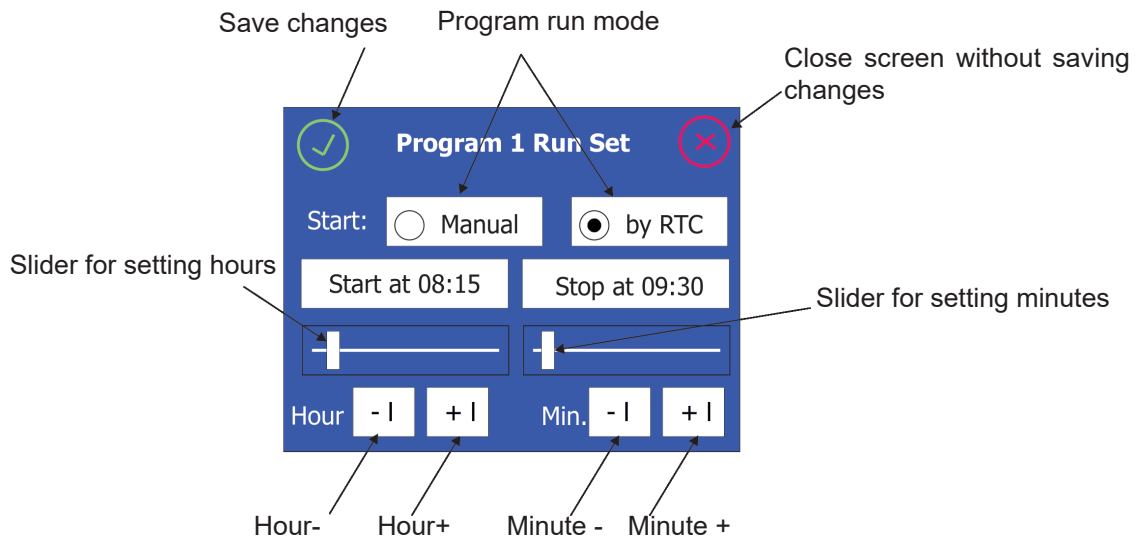 Save changes
Program run mode
Close screen without saving
changes
Program 1 Run Set
Start:
Manual
by RTC
Slider for setting hours
Start at 08:15
Stop at 09:30
Slider for setting minutes
Hour
- I
+ I
Min.
- I
+ I
Hour-
Hour+
Minute -
Minute +